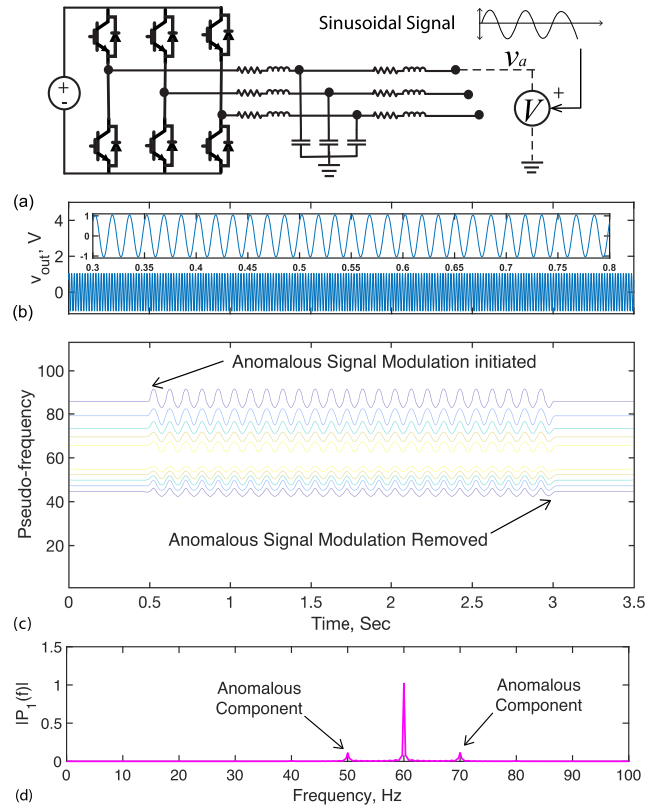 Sinusoidal Signal
+
-
vₐ
+
V
(a)
v_out, V
4
2
0
1
0
-1
0.3 0.35 0.4 0.45 0.5 0.55 0.6 0.65 0.7 0.75 0.8
(b)
Pseudo-frequency
100
80
60
40
20
Anomalous Signal Modulation initiated
Anomalous Signal Modulation Removed
0 0.5 1 1.5 2 2.5 3 3.5
(c)
Time, Sec
|P₁(f)|
1.5
1
0.5
0
Anomalous
Component
Anomalous
Component
0 10 20 30 40 50 60 70 80 90 100
(d)
Frequency, Hz